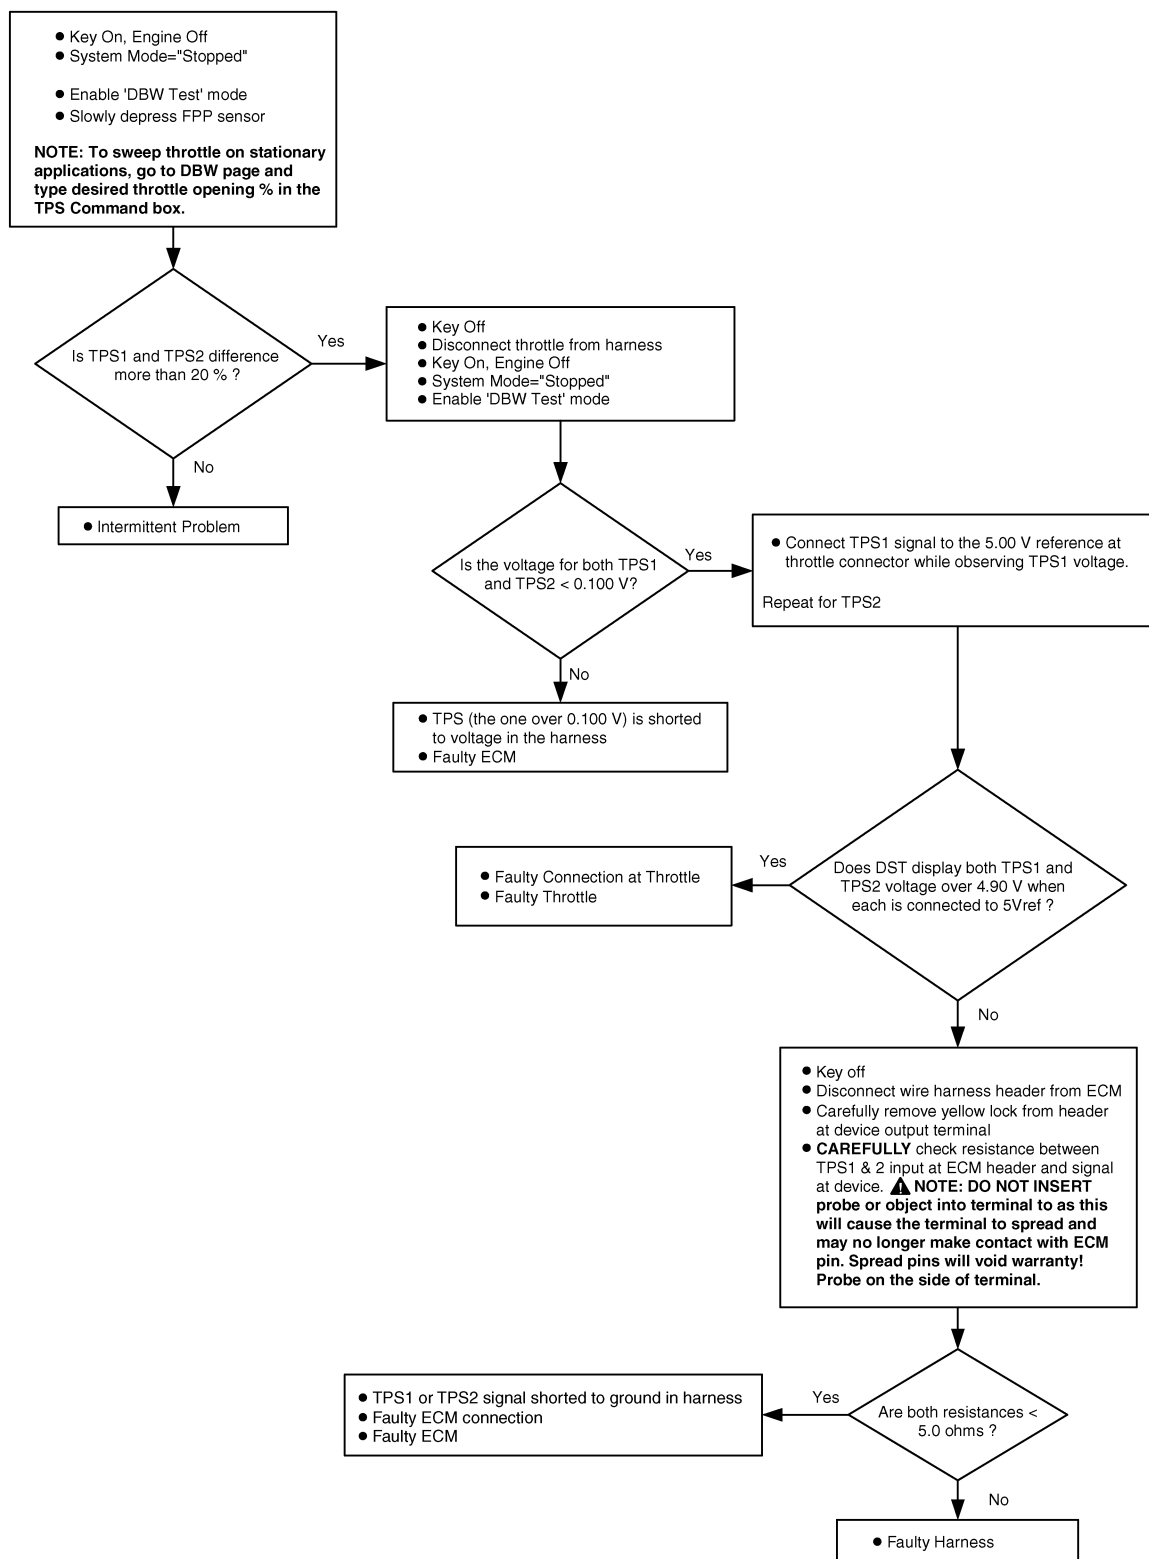 ● Key On, Engine Off
● System Mode="Stopped"
● Enable 'DBW Test' mode
● Slowly depress FPP sensor
NOTE: To sweep throttle on stationary
applications, go to DBW page and
type desired throttle opening % in the
TPS Command box.
Is TPS1 and TPS2 difference
more than 20 % ?
Yes
No
● Intermittent Problem
● Key Off
● Disconnect throttle from harness
● Key On, Engine Off
● System Mode="Stopped"
● Enable 'DBW Test' mode
Is the voltage for both TPS1
and TPS2 < 0.100 V?
Yes
No
● TPS (the one over 0.100 V) is shorted
to voltage in the harness
● Faulty ECM
● Connect TPS1 signal to the 5.00 V reference at
throttle connector while observing TPS1 voltage.
Repeat for TPS2
Does DST display both TPS1 and
TPS2 voltage over 4.90 V when
each is connected to 5Vref ?
Yes
● Faulty Connection at Throttle
● Faulty Throttle
No
● Key off
● Disconnect wire harness header from ECM
● Carefully remove yellow lock from header
at device output terminal
● CAREFULLY check resistance between
TPS1 & 2 input at ECM header and signal
at device. NOTE: DO NOT INSERT
probe or object into terminal to as this
will cause the terminal to spread and
may no longer make contact with ECM
pin. Spread pins will void warranty!
Probe on the side of terminal.
Are both resistances <
5.0 ohms ?
Yes
● TPS1 or TPS2 signal shorted to ground in harness
● Faulty ECM connection
● Faulty ECM
No
● Faulty Harness